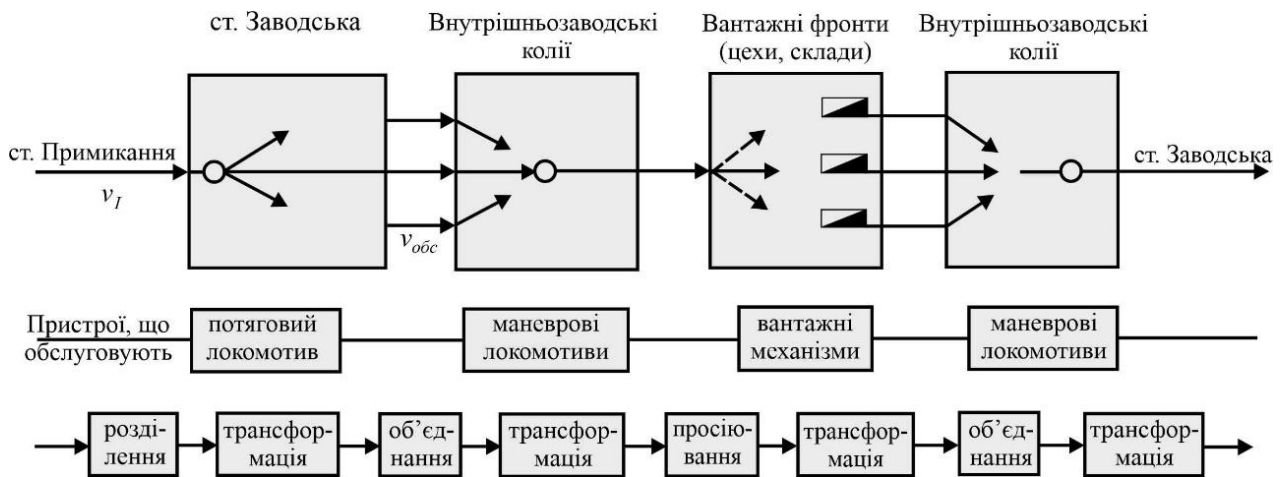 ст. Заводська
Внутрішньозаводські
колії
Вантажні фронти
(цехи, склади)
Внутрішньозаводські
колії
ст. Примикання
v_I
v_обс
ст. Заводська
Пристрої, що
обслуговують
потяговий
локомотив
маневрові
локомотиви
вантажні
механізми
маневрові
локомотиви
розді-
лення
трансфор-
мація
об’єд-
нання
трансфор-
мація
просію-
вання
трансфор-
мація
об’єд-
нання
трансфор-
мація